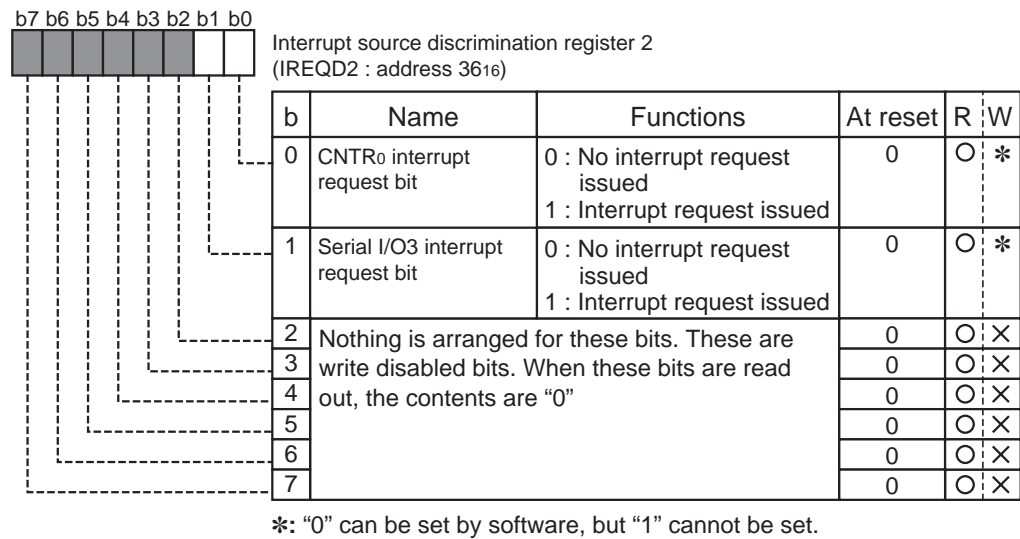 b7 b6 b5 b4 b3 b2 b1 b0
Interrupt source discrimination register 2
(IREQD2 : address 3616)
b Name Functions At reset R W
0 CNTR0 interrupt request bit 0 : No interrupt request issued 0 O ✻
1 : Interrupt request issued
1 Serial I/O3 interrupt request bit 0 : No interrupt request issued 0 O ✻
1 : Interrupt request issued
2 Nothing is arranged for these bits. These are 0 O ×
3 write disabled bits. When these bits are read 0 O ×
4 out, the contents are “0” 0 O ×
5 0 O ×
6 0 O ×
7 0 O ×
✻: “0” can be set by software, but “1” cannot be set.